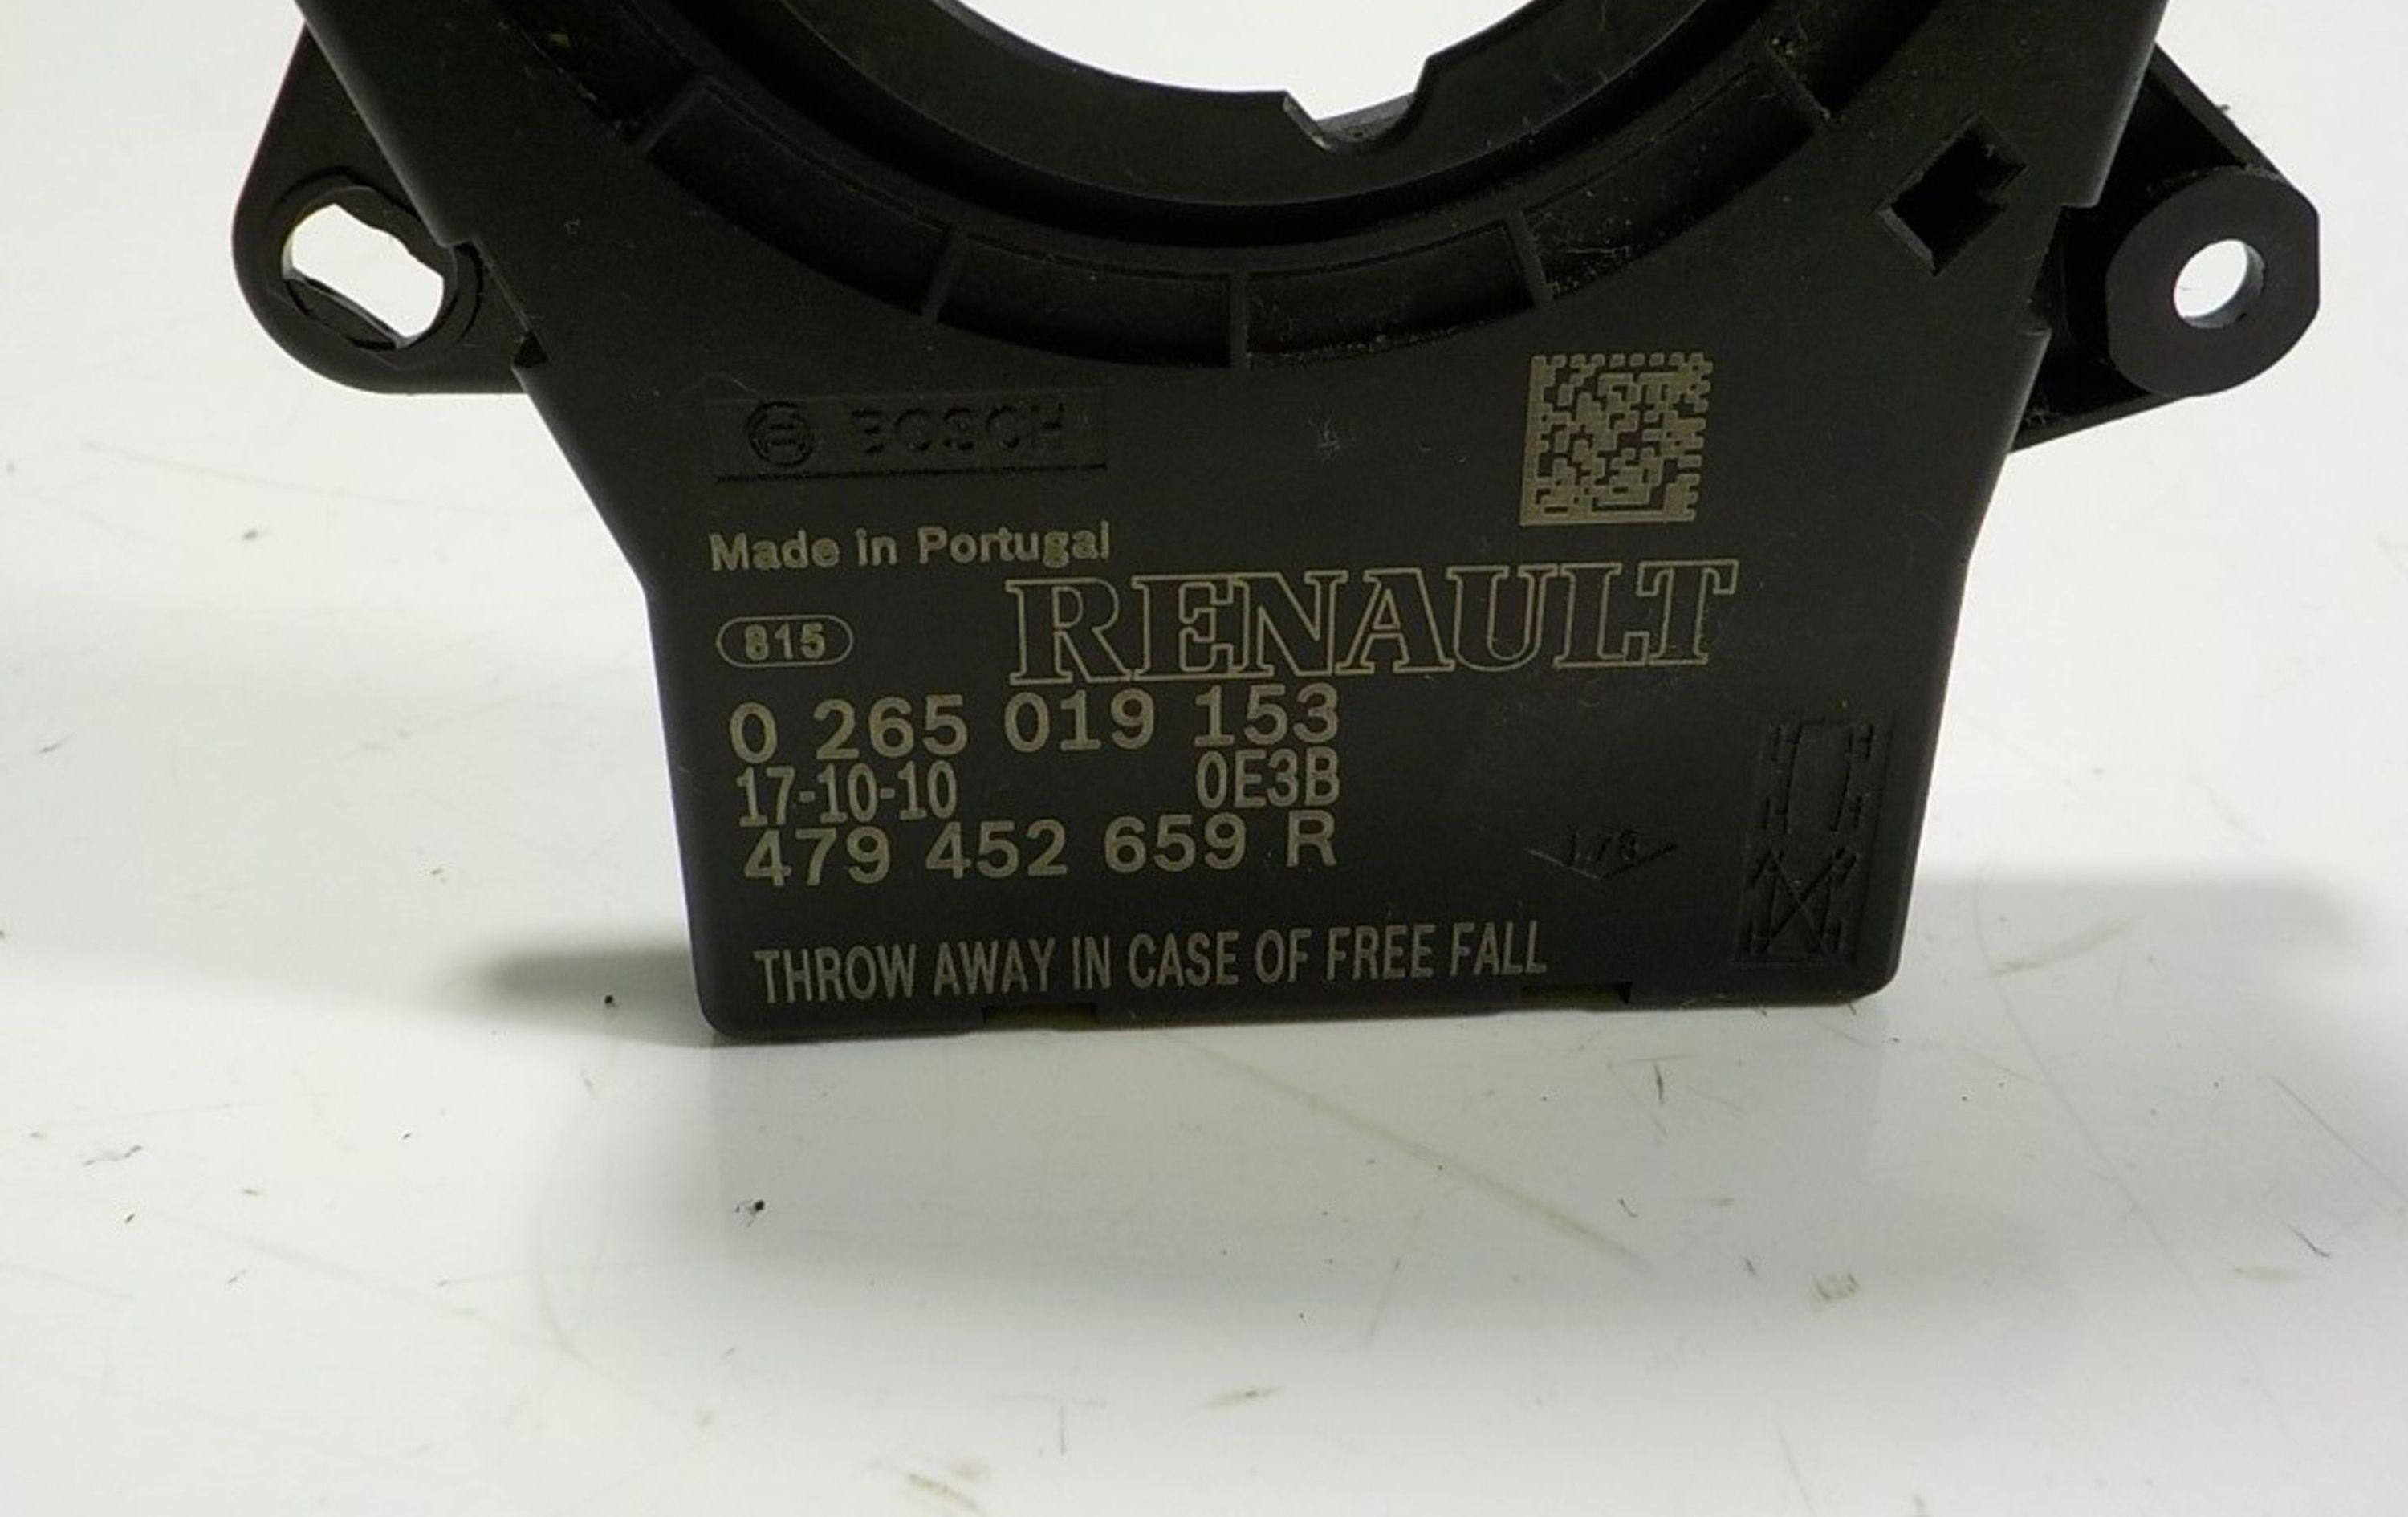 BOSCH
Made in Portugal
RENAULT
815
0 265 019 153
17-10-10 0E3B
479 452 659 R
THROW AWAY IN CASE OF FREE FALL